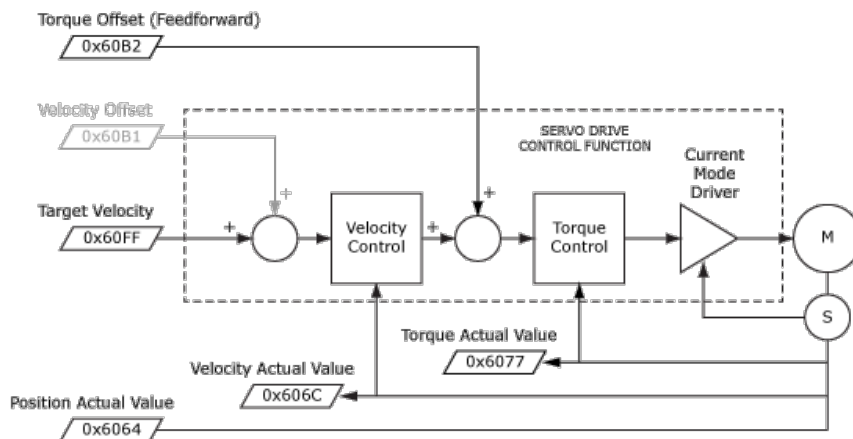 Torque Offset (Feedforward)
0x60B2
Velocity Offset
0x60B1
SERVO DRIVE
CONTROL FUNCTION
Current
Mode
Driver
+
+
Target Velocity
0x60FF
+
Velocity
Control
+
Torque
Control
M
S
Torque Actual Value
0x6077
Velocity Actual Value
0x606C
Position Actual Value
0x6064